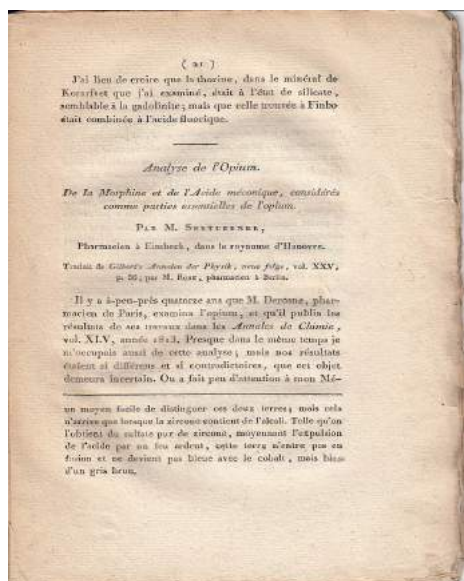 ( 21 )
J'ai lieu de croire que la thorine, dans le minéral de
Korarfvet que j'ai examiné, était à l'état de silicate,
semblable à la gadolinite; mais que celle trouvée à Finbo
était combinée à l'acide fluorique.
Analyse de l'Opium.
De la Morphine et de l'Acide méconique, considérés
comme parties essentielles de l'opium.
PAR M. SERTUERNER,
Pharmacien à Eimbeck, dans le royaume d'Hanovre.
Traduit de Gilbert's Annalen der Physik, neue folge, vol. XXV,
p. 56; par M. ROSE, pharmacien à Berlin.
Il y a à-peu-près quatorze ans que M. Derosne, phar-
macien de Paris, examina l'opium, et qu'il publia les
résultats de ses travaux dans les Annales de Chimie,
vol. XLV, année 1803. Presque dans le même temps je
m'occupais aussi de cette analyse; mais nos résultats
étaient si différens et si contradictoires, que cet objet
demeura incertain. On a fait peu d'attention à mon Mé-
un moyen facile de distinguer ces deux terres; mais cela
n'arrive que lorsque la zircone contient de l'alcali. Telle qu'on
l'obtient du sulfate pur de zircone, moyennant l'expulsion
de l'acide par un feu ardent, cette terre n'entre pas en
fusion et ne devient pas bleue avec le cobalt, mais bien
d'un gris brun.